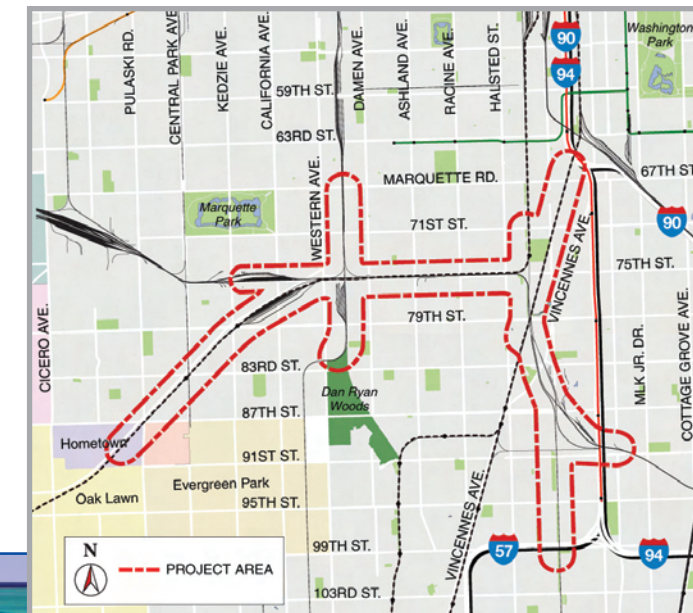 PULASKI RD.
CENTRAL PARK AVE.
KEDZIE AVE.
CALIFORNIA AVE.
WESTERN AVE.
DAMEN AVE.
ASHLAND AVE.
RACINE AVE.
HALSTED ST.
90
94
Washington
Park
59TH ST.
63RD ST.
MARQUETTE RD.
67TH ST
Marquette
Park
71ST ST.
90
VINCENNES AVE.
75TH ST.
CICERO AVE.
79TH ST.
MLK JR. DR.
COTTAGE GROVE AVE.
83RD ST.
Dan Ryan
Woods
87TH ST.
Hometown
91ST ST.
Evergreen Park
Oak Lawn
95TH ST.
VINCENNES AVE.
99TH ST.
57
94
103RD ST.
N
PROJECT AREA